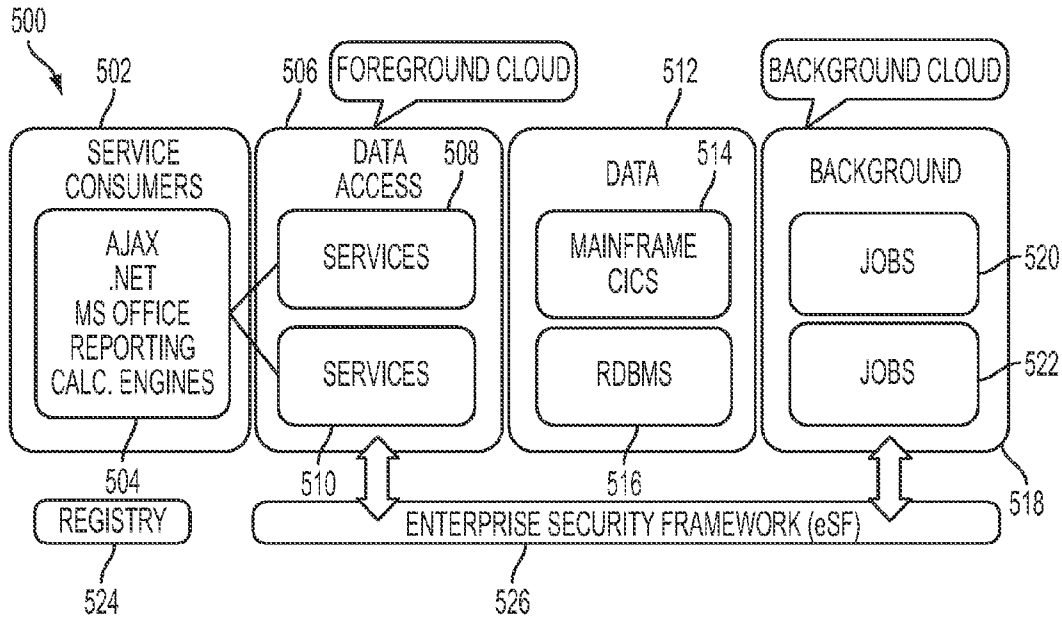 500
502
506
FOREGROUND CLOUD
512
BACKGROUND CLOUD
SERVICE
CONSUMERS
AJAX
.NET
MS OFFICE
REPORTING
CALC. ENGINES
504
DATA
ACCESS
508
SERVICES
SERVICES
510
DATA
514
MAINFRAME
CICS
RDBMS
516
BACKGROUND
JOBS
520
JOBS
522
518
REGISTRY
524
ENTERPRISE SECURITY FRAMEWORK (eSF)
526